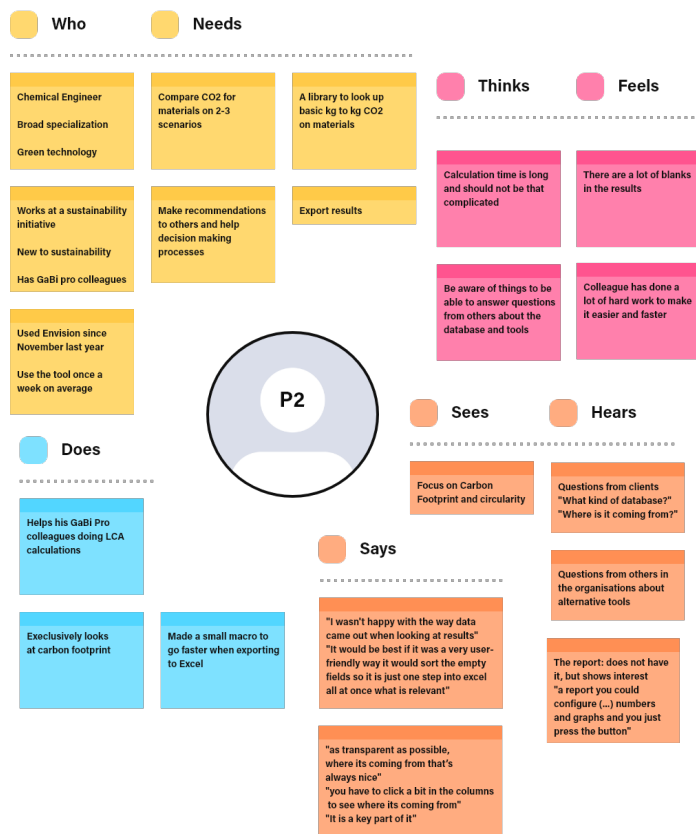 Who
Needs
Chemical Engineer
Broad specialization
Green technology
Compare CO2 for
materials on 2-3
scenarios
A library to look up
basic kg to kg CO2
on materials
Works at a sustainability
initiative
New to sustainability
Has GaBi pro colleagues
Make recommendations
to others and help
decision making
processes
Export results
Used Envision since
November last year
Use the tool once a
week on average
Thinks
Feels
Calculation time is long
and should not be that
complicated
There are a lot of blanks
in the results
Be aware of things to be
able to answer questions
from others about the
database and tools
Colleague has done a
lot of hard work to make
it easier and faster
P2
Does
Helps his GaBi Pro
colleagues doing LCA
calculations
Execlusively looks
at carbon footprint
Made a small macro to
go faster when exporting
to Excel
Sees
Hears
Focus on Carbon
Footprint and circularity
Questions from clients
"What kind of database?"
"Where is it coming from?"
Questions from others in
the organisations about
alternative tools
The report: does not have
it, but shows interest
"a report you could
configure (...) numbers
and graphs and you just
press the button"
Says
"I wasn't happy with the way data
came out when looking at results"
"It would be best if it was a very user-
friendly way it would sort the empty
fields so it is just one step into excel
all at once what is relevant"
"as transparent as possible,
where its coming from that's
always nice"
"you have to click a bit in the columns
to see where its coming from"
"It is a key part of it"